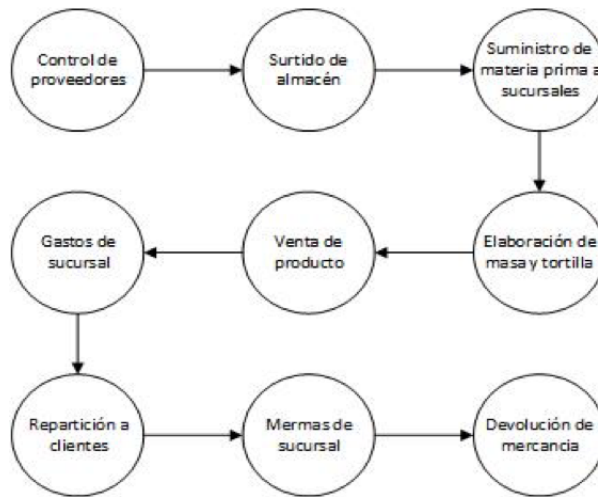 Control de
proveedores
Surtido de
almacén
Suministro de
materia prima a
sucursales
Elaboración de
masa y tortilla
Venta de
producto
Gastos de
sucursal
Repartición a
clientes
Mermas de
sucursal
Devolución de
mercancia